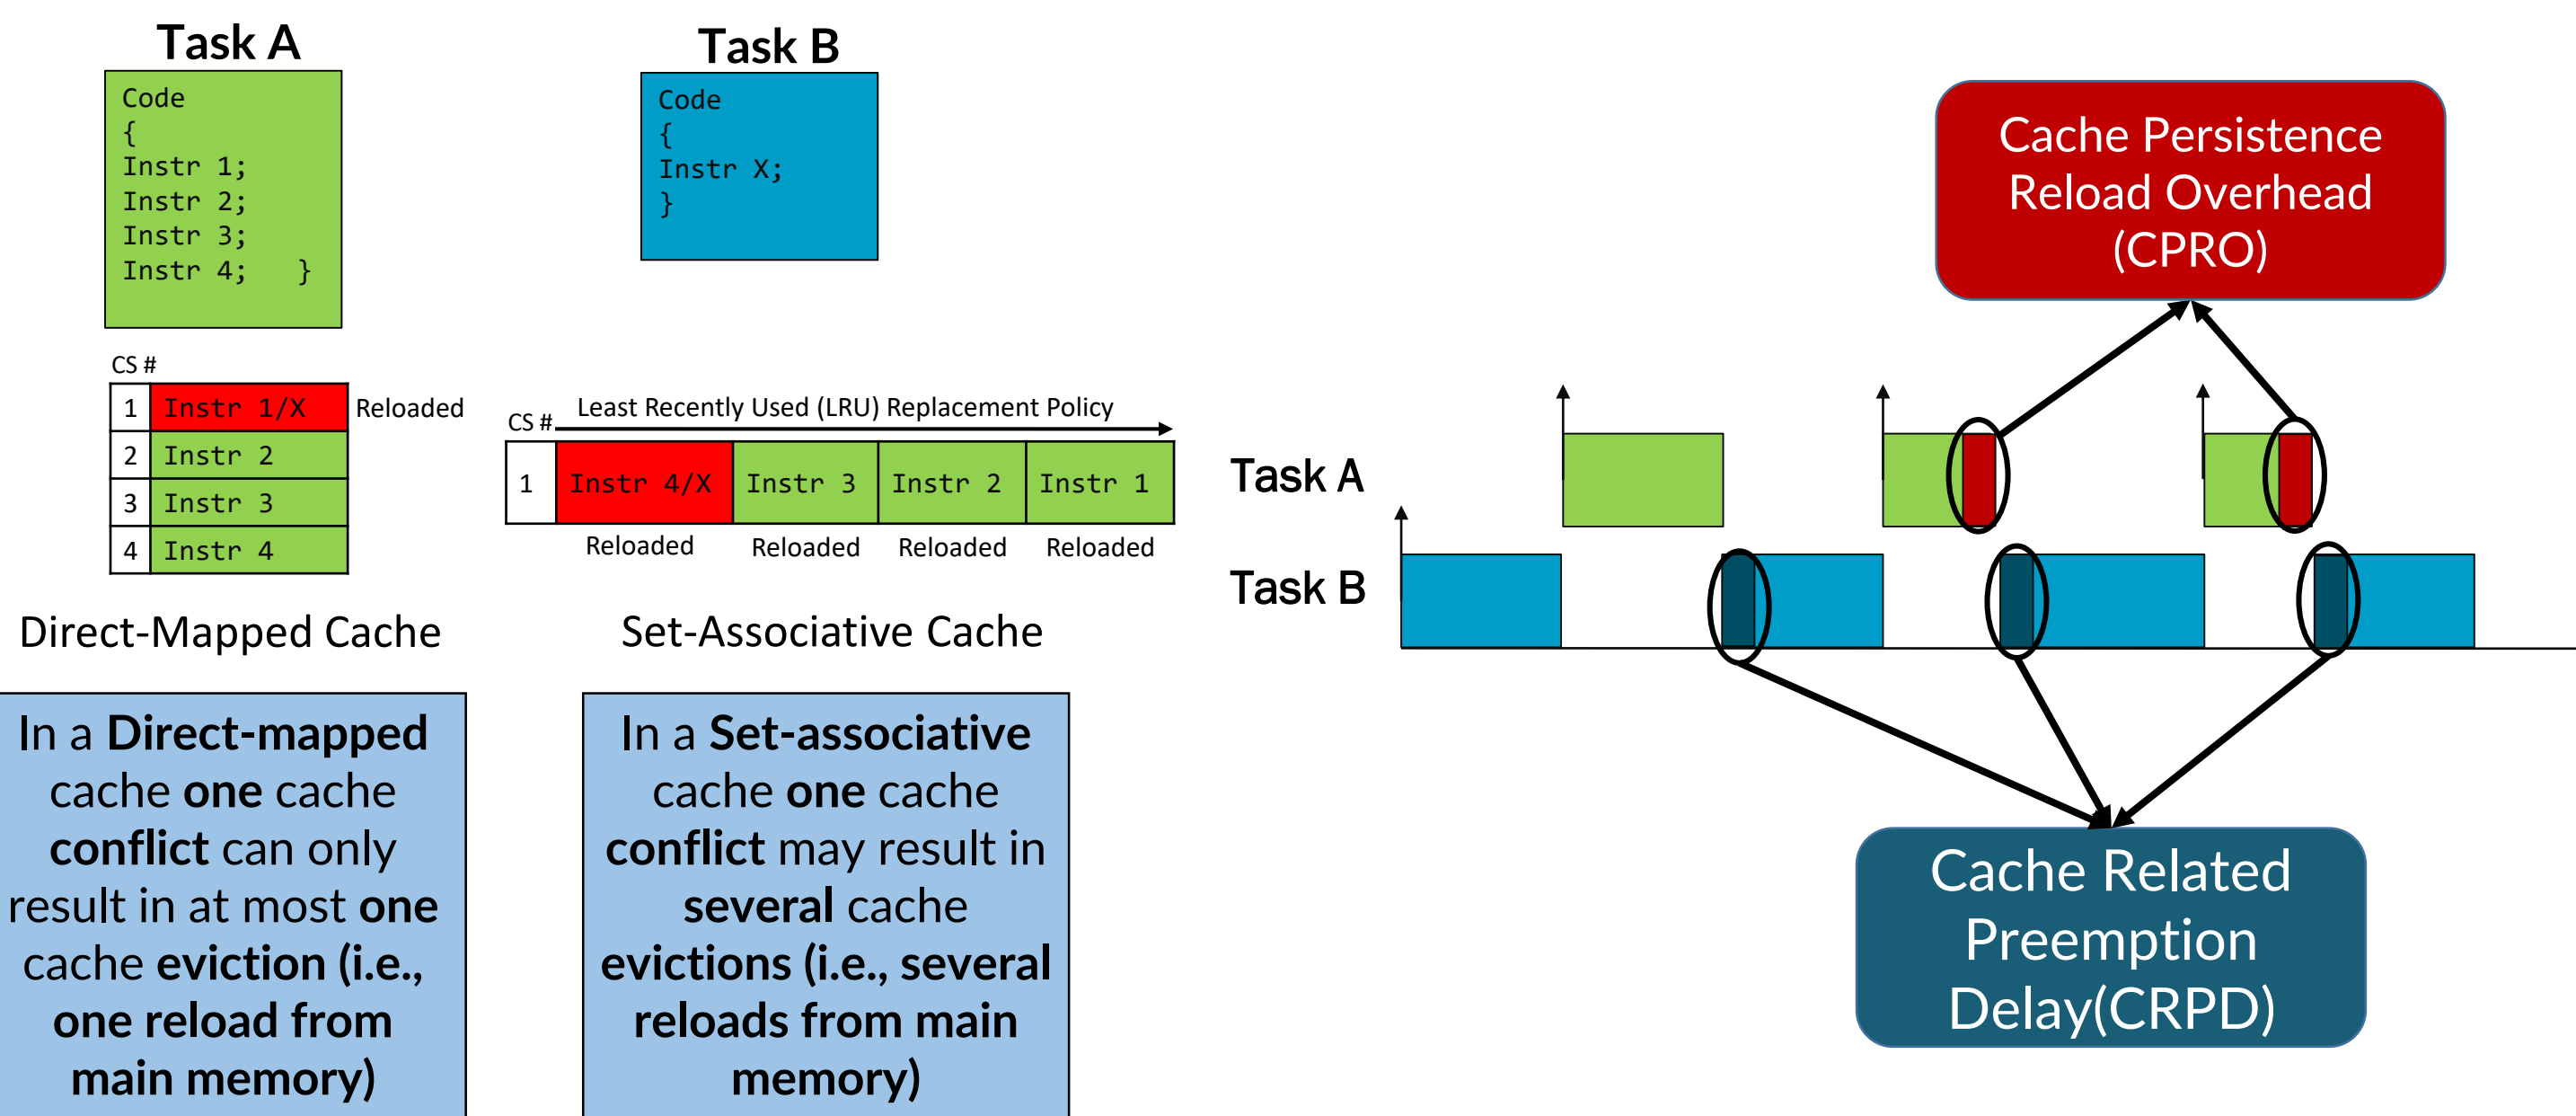 Task A
Code
{
Instr 1;
Instr 2;
Instr 3;
Instr 4;   }
Task B
Code
{
Instr X;
}
CS #
1 Instr 1/X Reloaded
2 Instr 2
3 Instr 3
4 Instr 4
Direct-Mapped Cache
Least Recently Used (LRU) Replacement Policy
CS #
1 Instr 4/X Instr 3 Instr 2 Instr 1
Reloaded Reloaded Reloaded Reloaded
Set-Associative Cache
In a Direct-mapped
cache one cache
conflict can only
result in at most one
cache eviction (i.e.,
one reload from
main memory)
In a Set-associative
cache one cache
conflict may result in
several cache
evictions (i.e., several
reloads from main
memory)
Cache Persistence
Reload Overhead
(CPRO)
Task A
Task B
Cache Related
Preemption
Delay(CRPD)